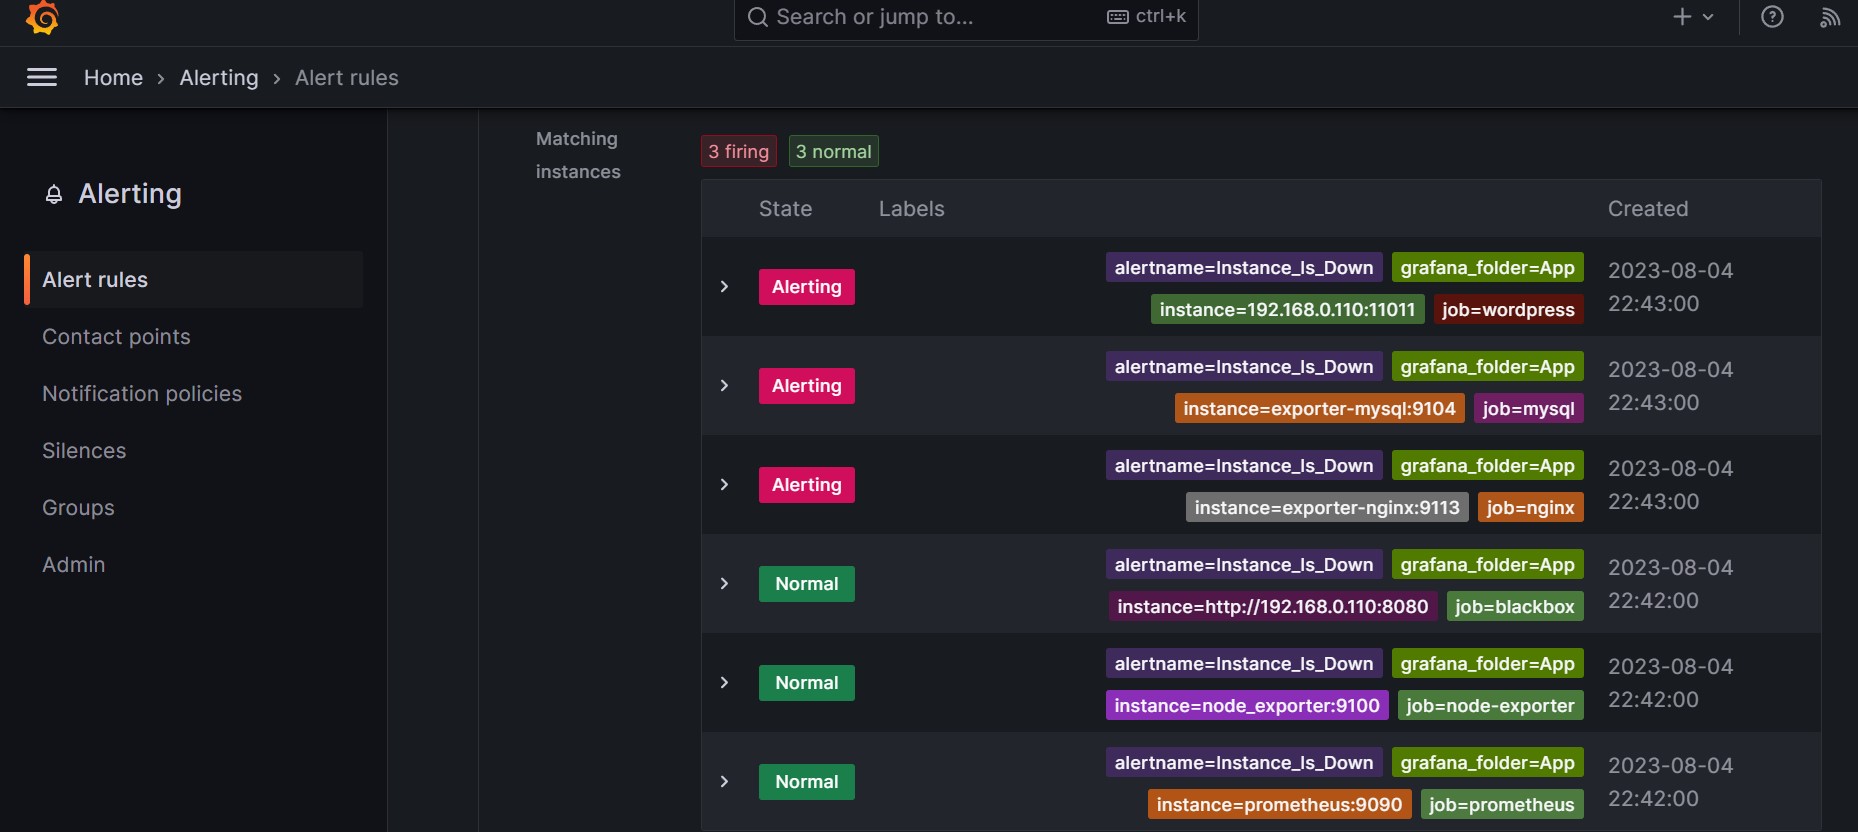 Search or jump to... ctrl+k
Home › Alerting › Alert rules
Alerting
Alert rules
Contact points
Notification policies
Silences
Groups
Admin
Matching
instances
3 firing 3 normal
State Labels Created
Alerting alertname=Instance_Is_Down grafana_folder=App 2023-08-04
instance=192.168.0.110:11011 job=wordpress 22:43:00
Alerting alertname=Instance_Is_Down grafana_folder=App 2023-08-04
instance=exporter-mysql:9104 job=mysql 22:43:00
Alerting alertname=Instance_Is_Down grafana_folder=App 2023-08-04
instance=exporter-nginx:9113 job=nginx 22:43:00
Normal alertname=Instance_Is_Down grafana_folder=App 2023-08-04
instance=http://192.168.0.110:8080 job=blackbox 22:42:00
Normal alertname=Instance_Is_Down grafana_folder=App 2023-08-04
instance=node_exporter:9100 job=node-exporter 22:42:00
Normal alertname=Instance_Is_Down grafana_folder=App 2023-08-04
instance=prometheus:9090 job=prometheus 22:42:00